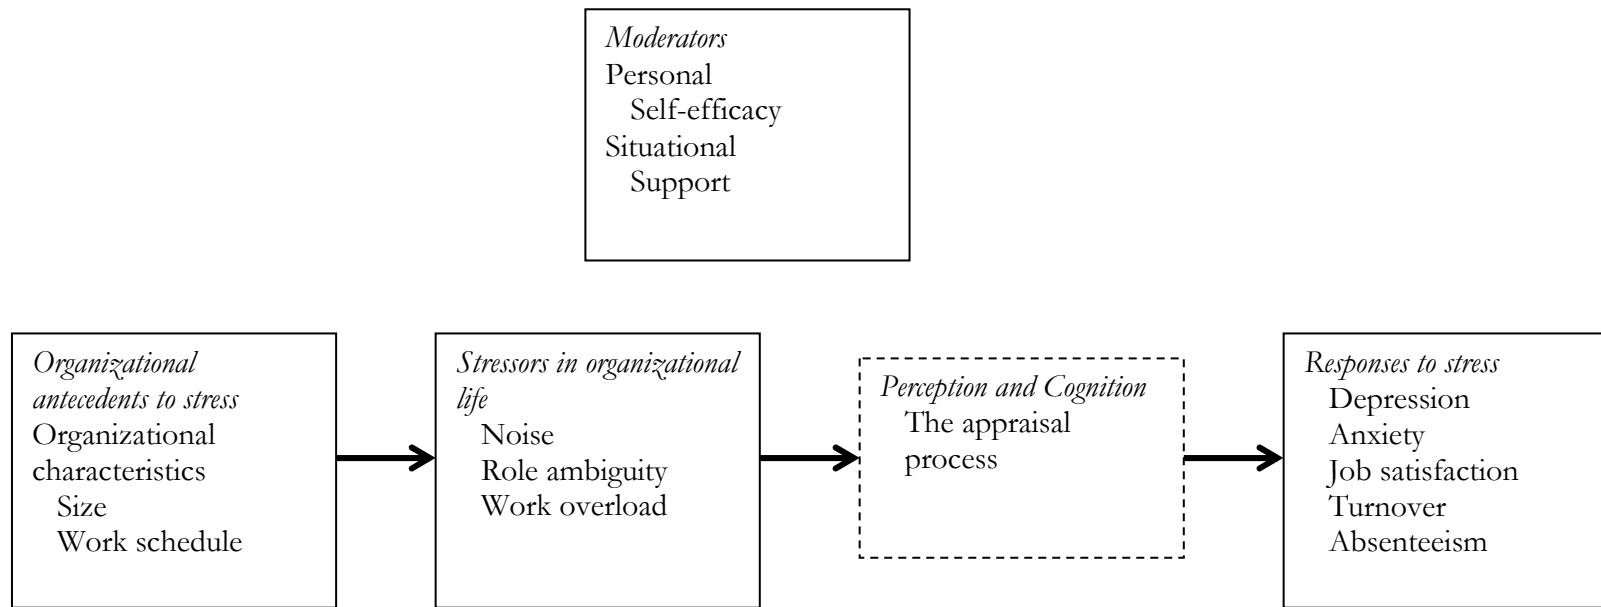 Moderators
Personal
Self-efficacy
Situational
Support
Organizational
antecedents to stress
Organizational
characteristics
Size
Work schedule
Stressors in organizational
life
Noise
Role ambiguity
Work overload
Perception and Cognition
The appraisal
process
Responses to stress
Depression
Anxiety
Job satisfaction
Turnover
Absenteeism